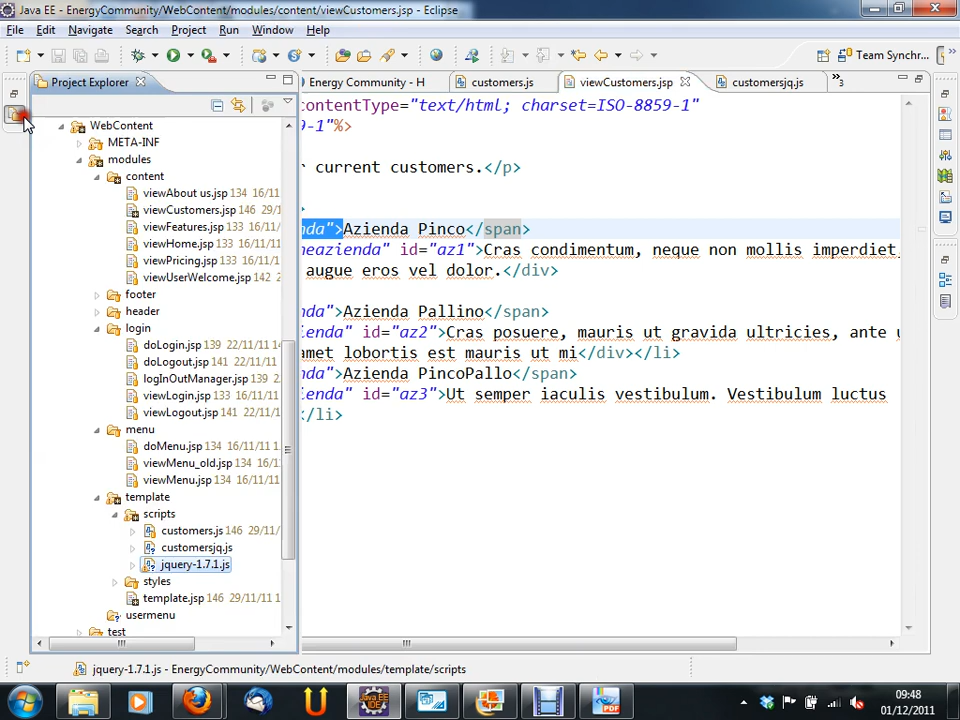 Java EE - EnergyCommunity/WebContent/modules/content/viewCustomers.jsp - Eclipse
File Edit Navigate Search Project Run Window Help
Team Synchr...
Project Explorer
Energy Community - H
customers.js
viewCustomers.jsp
customersjq.js
»3
WebContent
META-INF
modules
content
viewAbout us.jsp 134 16/11
viewCustomers.jsp 146 29/1
viewFeatures.jsp 133 16/11
viewHome.jsp 133 16/11
viewPricing.jsp 133 16/11
viewUserWelcome.jsp 142
footer
header
login
doLogin.jsp 139 22/11/11 14
doLogout.jsp 141 22/11/11
logInOutManager.jsp 139 2
viewLogin.jsp 133 16/11/11
viewLogout.jsp 141 22/11/1
menu
doMenu.jsp 134 16/11/11 1
viewMenu_old.jsp 134 16/1
viewMenu.jsp 134 16/11/11
template
scripts
customers.js 146 29/11/
customersjq.js
jquery-1.7.1.js
styles
template.jsp 146 29/11/11 1
usermenu
test
contentType="text/html; charset=ISO-8859-1"
9-1"%>
r current customers.</p>
>
nda">Azienda Pinco</span>
neazienda" id="az1">Cras condimentum, neque non mollis imperdiet
augue eros vel dolor.</div>
nda">Azienda Pallino</span>
ienda" id="az2">Cras posuere, mauris ut gravida ultricies, ante u
amet lobortis est mauris ut mi</div></li>
nda">Azienda PincoPallo</span>
ienda" id="az3">Ut semper iaculis vestibulum. Vestibulum luctus
</li>
jquery-1.7.1.js - EnergyCommunity/WebContent/modules/template/scripts
09:48
01/12/2011